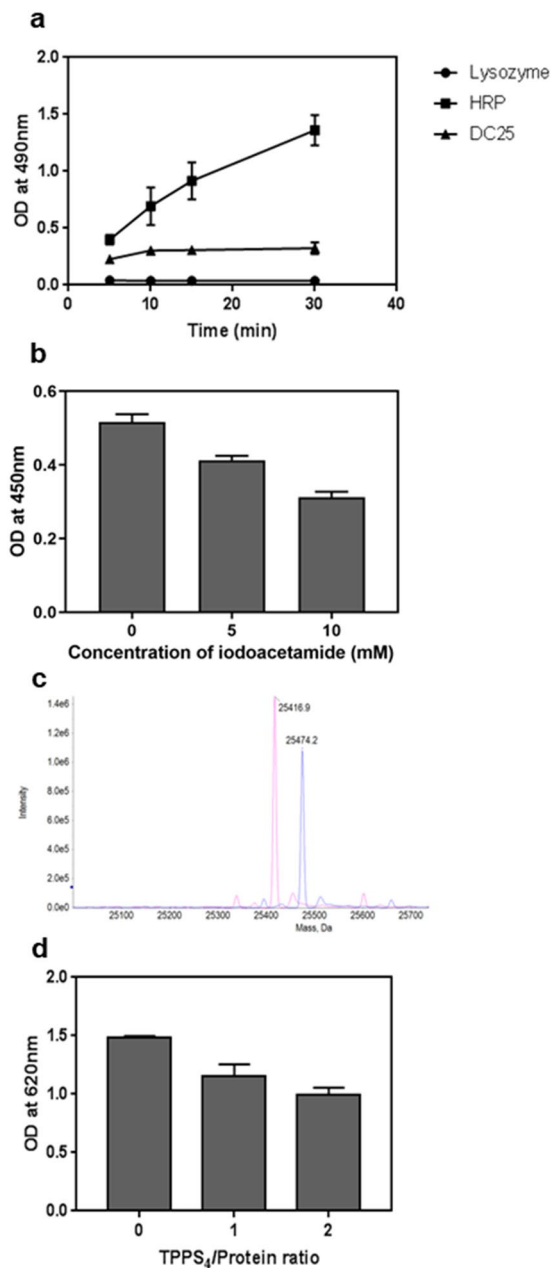 a
2.0
1.5
1.0
0.5
0.0
0 10 20 30 40
OD at 490nm
Time (min)
Lysozyme
HRP
DC25
b
0.6
0.4
0.2
0.0
0 5 10
OD at 450nm
Concentration of iodoacetamide (mM)
c
1.4e6
1.2e6
1.0e6
8.0e5
6.0e5
4.0e5
2.0e5
0.0e0
Intensity
25416.9
25474.2
25100 25200 25300 25400 25500 25600 25700
Mass, Da
d
2.0
1.5
1.0
0.5
0.0
0 1 2
OD at 620nm
TPPS₄/Protein ratio